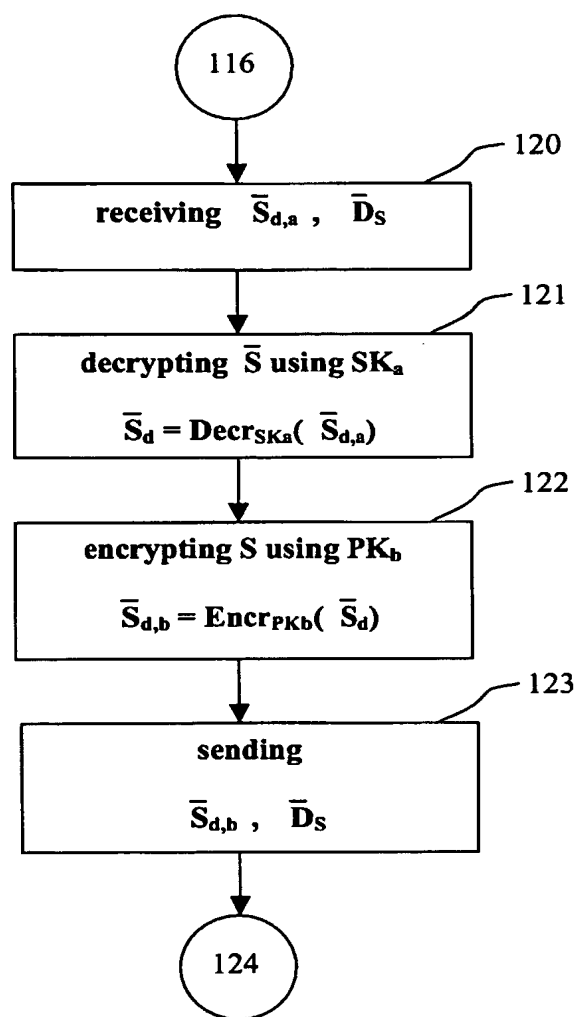 116
120
receiving S̅d,a , D̅S
121
decrypting S̅ using SKa
S̅d = DecrSKa( S̅d,a)
122
encrypting S using PKb
S̅d,b = EncrPKb( S̅d)
123
sending
S̅d,b , D̅S
124